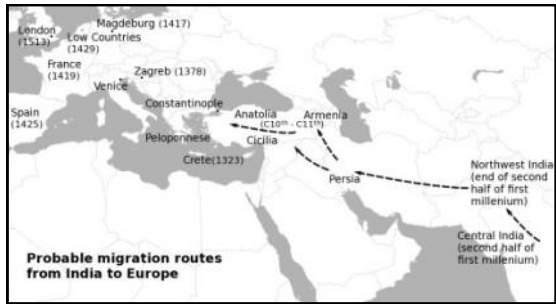 Magdeburg (1417)
London
(1513)
Low Countries
(1429)
France
(1419)
Zagreb (1378)
Venice
Spain
(1425)
Constantinople
Anatolia
(C10th - C11th)
Armenia
Peloponnese
Cicilia
Crete(1323)
Persia
Northwest India
(end of second
half of first
millenium)
Central India
(second half of
first millenium)
Probable migration routes
from India to Europe